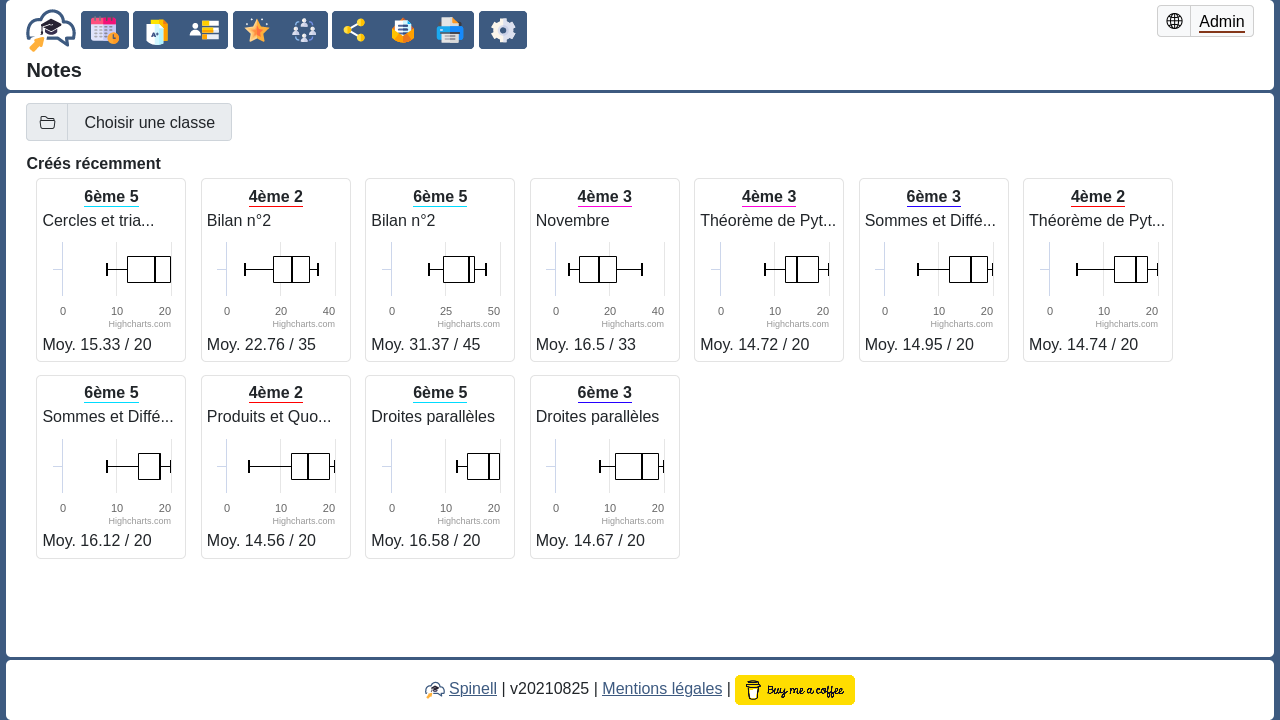 A+
Admin
Notes
Choisir une classe
Créés récemment
6ème 5
Cercles et tria...
0 10 20
Highcharts.com
Moy. 15.33 / 20
4ème 2
Bilan n°2
0 20 40
Highcharts.com
Moy. 22.76 / 35
6ème 5
Bilan n°2
0 25 50
Highcharts.com
Moy. 31.37 / 45
4ème 3
Novembre
0 20 40
Highcharts.com
Moy. 16.5 / 33
4ème 3
Théorème de Pyt...
0 10 20
Highcharts.com
Moy. 14.72 / 20
6ème 3
Sommes et Diffé...
0 10 20
Highcharts.com
Moy. 14.95 / 20
4ème 2
Théorème de Pyt...
0 10 20
Highcharts.com
Moy. 14.74 / 20
6ème 5
Sommes et Diffé...
0 10 20
Highcharts.com
Moy. 16.12 / 20
4ème 2
Produits et Quo...
0 10 20
Highcharts.com
Moy. 14.56 / 20
6ème 5
Droites parallèles
0 10 20
Highcharts.com
Moy. 16.58 / 20
6ème 3
Droites parallèles
0 10 20
Highcharts.com
Moy. 14.67 / 20
Spinell | v20210825 | Mentions légales | Buy me a coffee